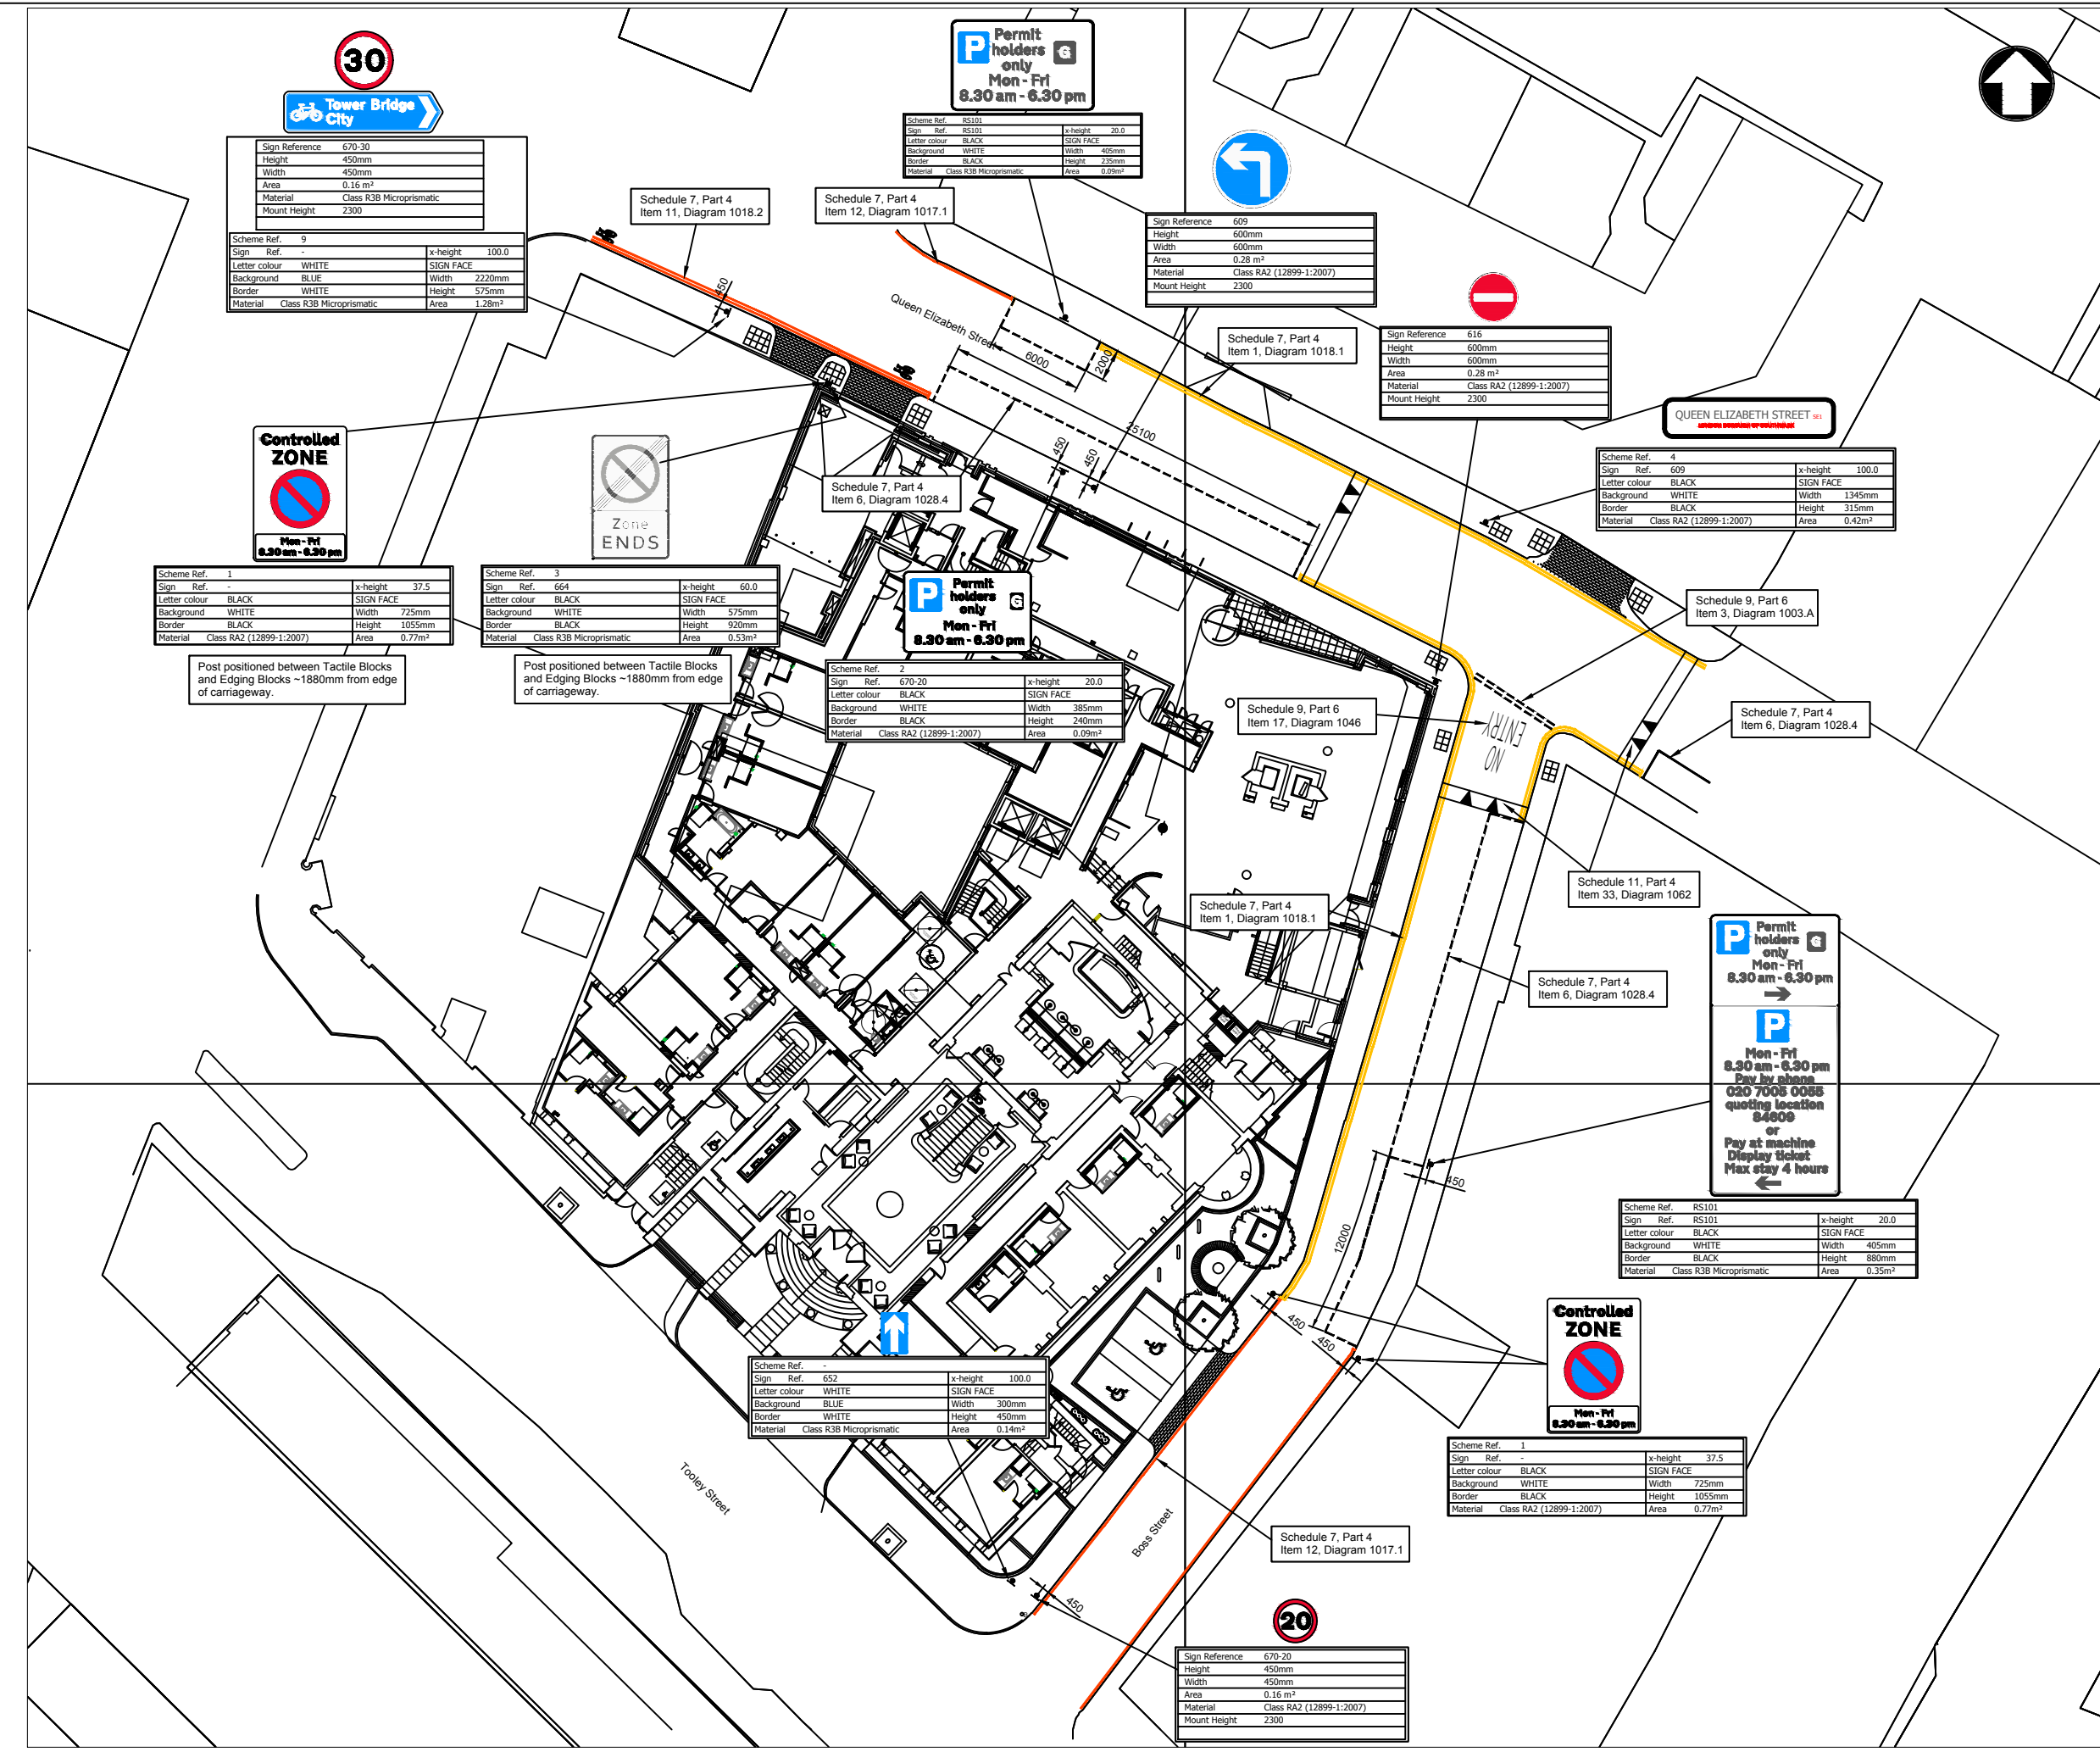 30
Tower Bridge
City
Sign Reference 670-30
Height 450mm
Width 450mm
Area 0.16 m²
Material Class R3B Microprismatic
Mount Height 2300
Scheme Ref. 9
Sign Ref. - x-height 100.0
Letter colour WHITE SIGN FACE
Background BLUE Width 2220mm
Border WHITE Height 575mm
Material Class R3B Microprismatic Area 1.28m²
P Permit
holders G
only
Mon - Fri
8.30 am - 6.30 pm
Scheme Ref. RS101
Sign Ref. RS101 x-height 20.0
Letter colour BLACK SIGN FACE
Background WHITE Width 405mm
Border BLACK Height 235mm
Material Class R3B Microprismatic Area 0.09m²
Schedule 7, Part 4
Item 11, Diagram 1018.2
Schedule 7, Part 4
Item 12, Diagram 1017.1
Sign Reference 609
Height 600mm
Width 600mm
Area 0.28 m²
Material Class RA2 (12899-1:2007)
Mount Height 2300
Sign Reference 616
Height 600mm
Width 600mm
Area 0.28 m²
Material Class RA2 (12899-1:2007)
Mount Height 2300
Schedule 7, Part 4
Item 1, Diagram 1018.1
QUEEN ELIZABETH STREET SE1
LONDON BOROUGH OF SOUTHWARK
Scheme Ref. 4
Sign Ref. 609 x-height 100.0
Letter colour BLACK SIGN FACE
Background WHITE Width 1345mm
Border BLACK Height 315mm
Material Class RA2 (12899-1:2007) Area 0.42m²
Queen Elizabeth Street
450
6000
2000
25100
450
450
Controlled
ZONE
Mon - Fri
8.30 am - 6.30 pm
Zone
ENDS
Schedule 7, Part 4
Item 6, Diagram 1028.4
Scheme Ref. 1
Sign Ref. - x-height 37.5
Letter colour BLACK SIGN FACE
Background WHITE Width 725mm
Border BLACK Height 1055mm
Material Class RA2 (12899-1:2007) Area 0.77m²
Post positioned between Tactile Blocks
and Edging Blocks ~1880mm from edge
of carriageway.
Scheme Ref. 3
Sign Ref. 664 x-height 60.0
Letter colour BLACK SIGN FACE
Background WHITE Width 575mm
Border BLACK Height 920mm
Material Class R3B Microprismatic Area 0.53m²
Post positioned between Tactile Blocks
and Edging Blocks ~1880mm from edge
of carriageway.
P Permit
holders G
only
Mon - Fri
8.30 am - 6.30 pm
Scheme Ref. 2
Sign Ref. 670-20 x-height 20.0
Letter colour BLACK SIGN FACE
Background WHITE Width 385mm
Border BLACK Height 240mm
Material Class RA2 (12899-1:2007) Area 0.09m²
Schedule 9, Part 6
Item 3, Diagram 1003.A
Schedule 9, Part 6
Item 17, Diagram 1046
NO
ENTRY
Schedule 7, Part 4
Item 6, Diagram 1028.4
Schedule 11, Part 4
Item 33, Diagram 1062
Schedule 7, Part 4
Item 1, Diagram 1018.1
Schedule 7, Part 4
Item 6, Diagram 1028.4
P Permit
holders G
only
Mon - Fri
8.30 am - 6.30 pm
P
Mon - Fri
8.30 am - 6.30 pm
Pay by phone
020 7005 0055
quoting location
84609
or
Pay at machine
Display ticket
Max stay 4 hours
Scheme Ref. RS101
Sign Ref. RS101 x-height 20.0
Letter colour BLACK SIGN FACE
Background WHITE Width 405mm
Border BLACK Height 880mm
Material Class R3B Microprismatic Area 0.35m²
450
12000
450
450
Controlled
ZONE
Mon - Fri
8.30 am - 6.30 pm
Scheme Ref. 1
Sign Ref. - x-height 37.5
Letter colour BLACK SIGN FACE
Background WHITE Width 725mm
Border BLACK Height 1055mm
Material Class RA2 (12899-1:2007) Area 0.77m²
Scheme Ref. -
Sign Ref. 652 x-height 100.0
Letter colour WHITE SIGN FACE
Background BLUE Width 300mm
Border WHITE Height 450mm
Material Class R3B Microprismatic Area 0.14m²
Tooley Street
Boss Street
450
Schedule 7, Part 4
Item 12, Diagram 1017.1
20
Sign Reference 670-20
Height 450mm
Width 450mm
Area 0.16 m²
Material Class RA2 (12899-1:2007)
Mount Height 2300